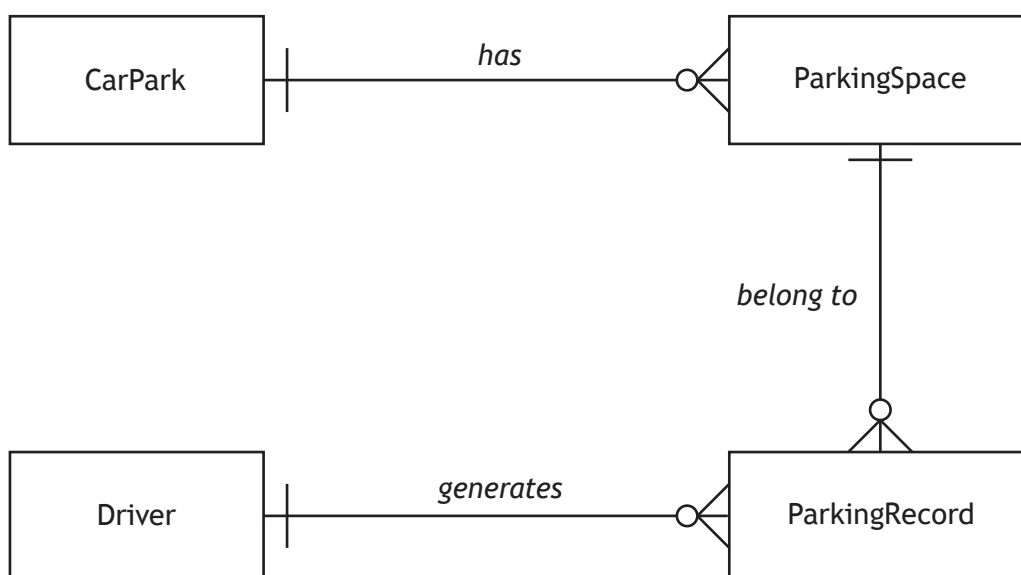 CarPark
has
ParkingSpace
belong to
Driver
generates
ParkingRecord